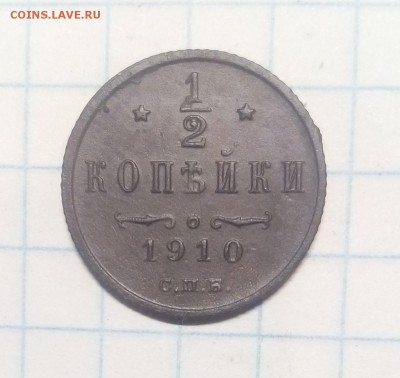 COINS.LAVE.RU
1/2
КОПѢЙКИ
1910
С.П.Б.